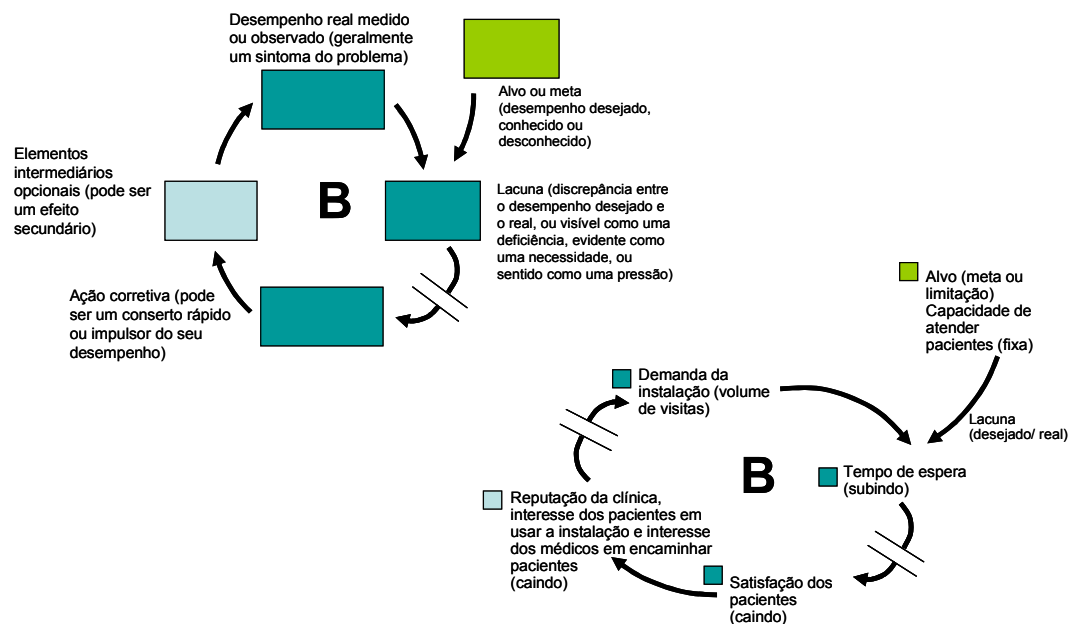 Desempenho real medido
ou observado (geralmente
um sintoma do problema)
Alvo ou meta
(desempenho desejado,
conhecido ou
desconhecido)
Elementos
intermediários
opcionais (pode ser
um efeito
secundário)
B
Lacuna (discrepância entre
o desempenho desejado e
o real, ou visível como uma
deficiência, evidente como
uma necessidade, ou
sentido como uma pressão)
Ação corretiva (pode
ser um conserto rápido
ou impulsor do seu
desempenho)
Alvo (meta ou
limitação)
Capacidade de
atender
pacientes (fixa)
Demanda da
instalação (volume
de visitas)
Lacuna
(desejado/ real)
B
Tempo de espera
(subindo)
Reputação da clínica,
interesse dos pacientes em
usar a instalação e interesse
dos médicos em encaminhar
pacientes
(caindo)
Satisfação dos
pacientes
(caindo)